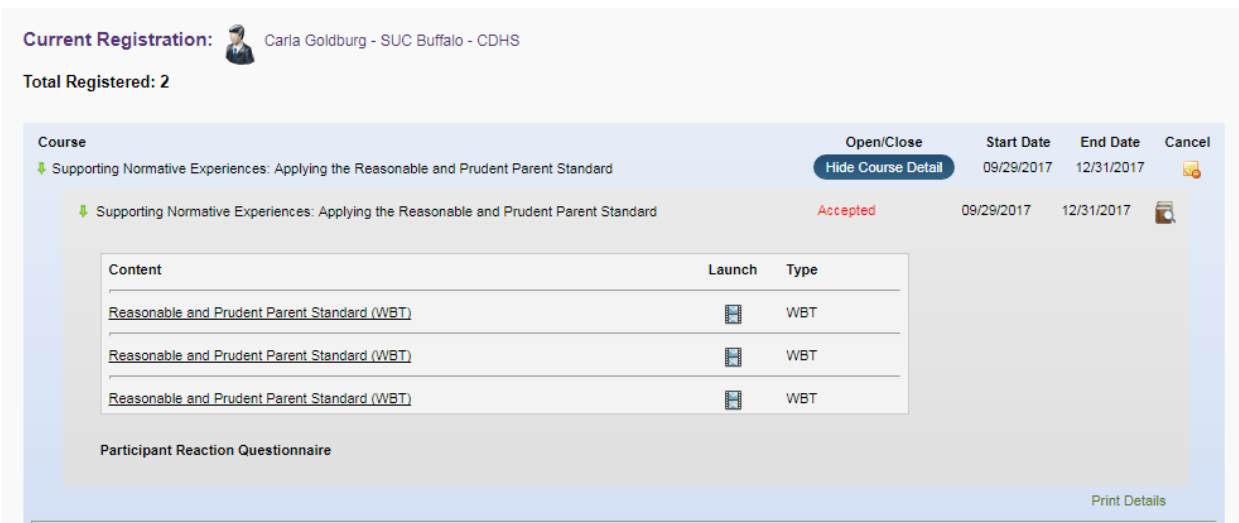 Current Registration: Carla Goldburg - SUC Buffalo - CDHS
Total Registered: 2
Course Open/Close Start Date End Date Cancel
Supporting Normative Experiences: Applying the Reasonable and Prudent Parent Standard Hide Course Detail 09/29/2017 12/31/2017
Supporting Normative Experiences: Applying the Reasonable and Prudent Parent Standard Accepted 09/29/2017 12/31/2017
Content Launch Type
Reasonable and Prudent Parent Standard (WBT) WBT
Reasonable and Prudent Parent Standard (WBT) WBT
Reasonable and Prudent Parent Standard (WBT) WBT
Participant Reaction Questionnaire
Print Details